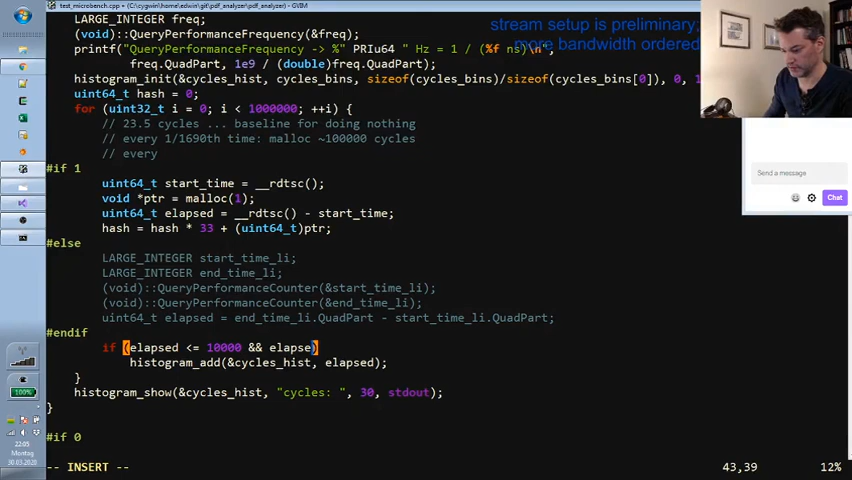 test_microbench.cpp + (c:\cygwin\home\edwin\git\pdf_analyzer\pdf_analyzer) - GVIM
LARGE_INTEGER freq;
(void)::QueryPerformanceFrequency(&freq);
printf("QueryPerformanceFrequency -> %" PRIu64 " Hz = 1 / (%f ns)\n",
freq.QuadPart, 1e9 / (double)freq.QuadPart);
histogram_init(&cycles_hist, cycles_bins, sizeof(cycles_bins)/sizeof(cycles_bins[0]), 0, 1
uint64_t hash = 0;
for (uint32_t i = 0; i < 1000000; ++i) {
// 23.5 cycles ... baseline for doing nothing
// every 1/1690th time: malloc ~100000 cycles
// every
#if 1
uint64_t start_time = __rdtsc();
void *ptr = malloc(1);
uint64_t elapsed = __rdtsc() - start_time;
hash = hash * 33 + (uint64_t)ptr;
#else
LARGE_INTEGER start_time_li;
LARGE_INTEGER end_time_li;
(void)::QueryPerformanceCounter(&start_time_li);
(void)::QueryPerformanceCounter(&end_time_li);
uint64_t elapsed = end_time_li.QuadPart - start_time_li.QuadPart;
#endif
if (elapsed <= 10000 && elapse)
histogram_add(&cycles_hist, elapsed);
}
histogram_show(&cycles_hist, "cycles: ", 30, stdout);
}
#if 0
-- INSERT --
43,39
12%
stream setup is preliminary;
more bandwidth ordered
Send a message
Chat
100%
22:05
Montag
30.03.2020